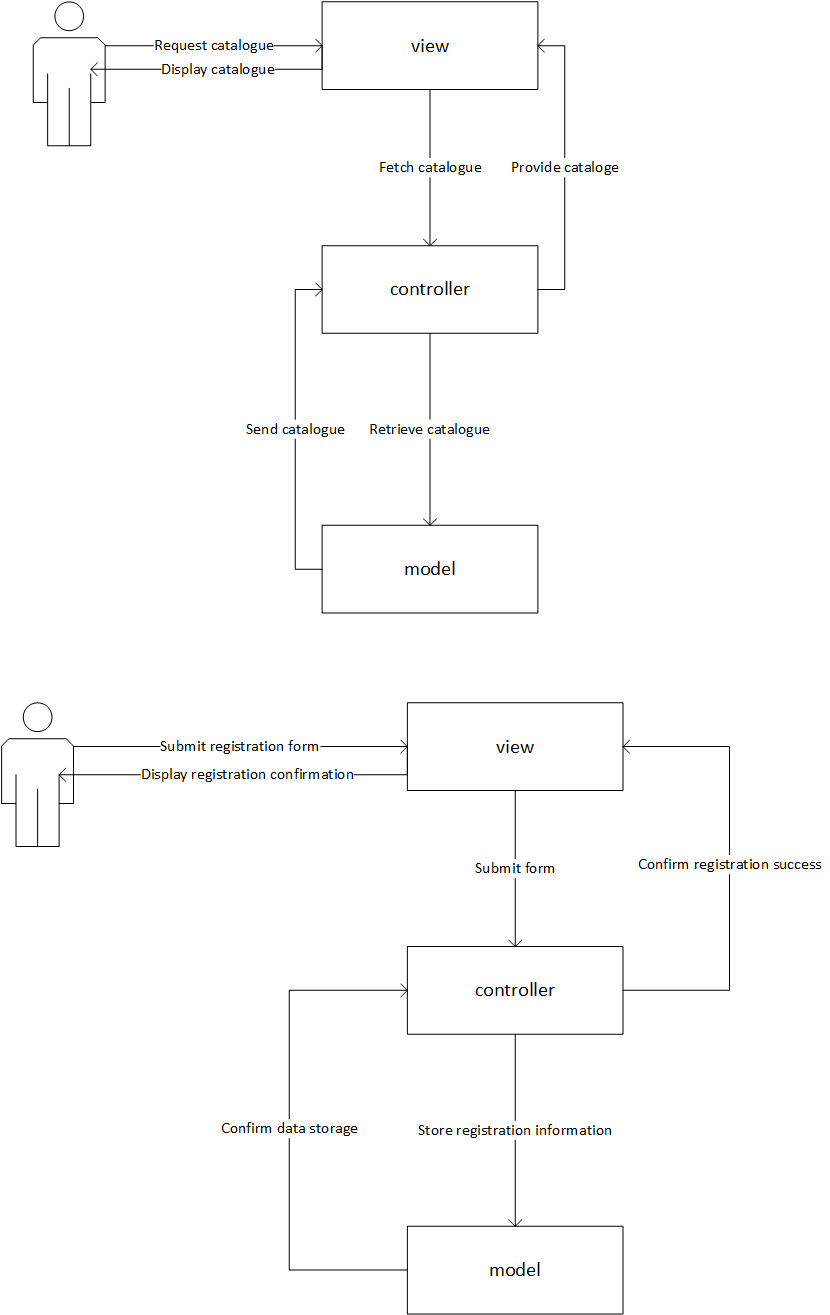 Request catalogue
view
Display catalogue
Fetch catalogue
Provide cataloge
controller
Send catalogue
Retrieve catalogue
model
Submit registration form
view
Display registration confirmation
Submit form
Confirm registration success
controller
Confirm data storage
Store registration information
model